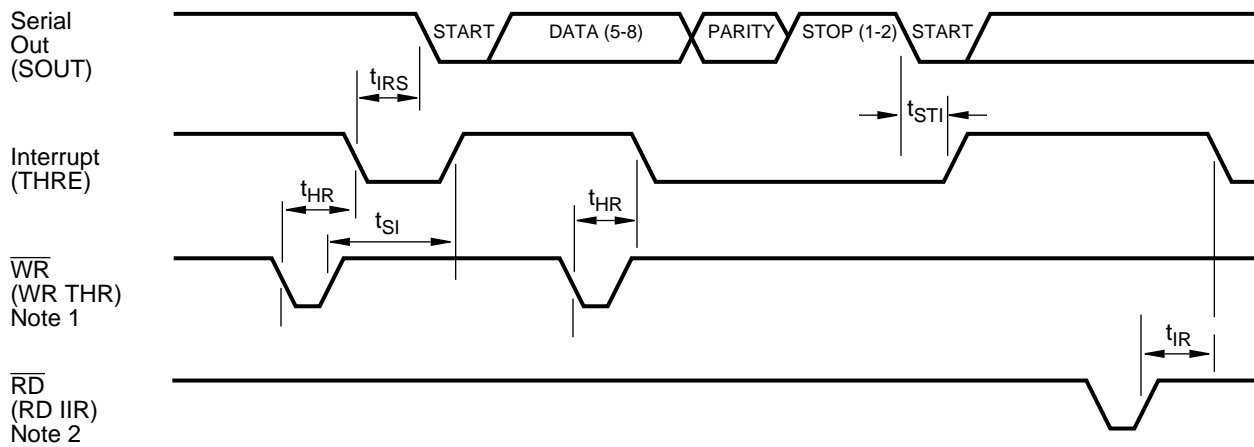 Serial
Out
(SOUT)
START
DATA (5-8)
PARITY
STOP (1-2)
START
tIRS
tSTI
Interrupt
(THRE)
tHR
tSI
tHR
WR
(WR THR)
Note 1
tIR
RD
(RD IIR)
Note 2